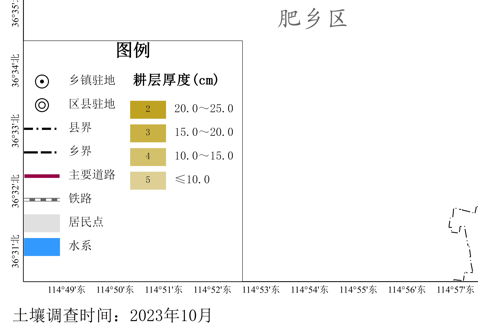 肥乡区
图例
乡镇驻地
区县驻地
县界
乡界
主要道路
铁路
居民点
水系
耕层厚度(cm)
2 20.0～25.0
3 15.0～20.0
4 10.0～15.0
5 ≤10.0
36°35'北
36°34'北
36°33'北
36°32'北
36°31'北
114°49'东 114°50'东 114°51'东 114°52'东 114°53'东 114°54'东 114°55'东 114°56'东 114°57'东
土壤调查时间：2023年10月